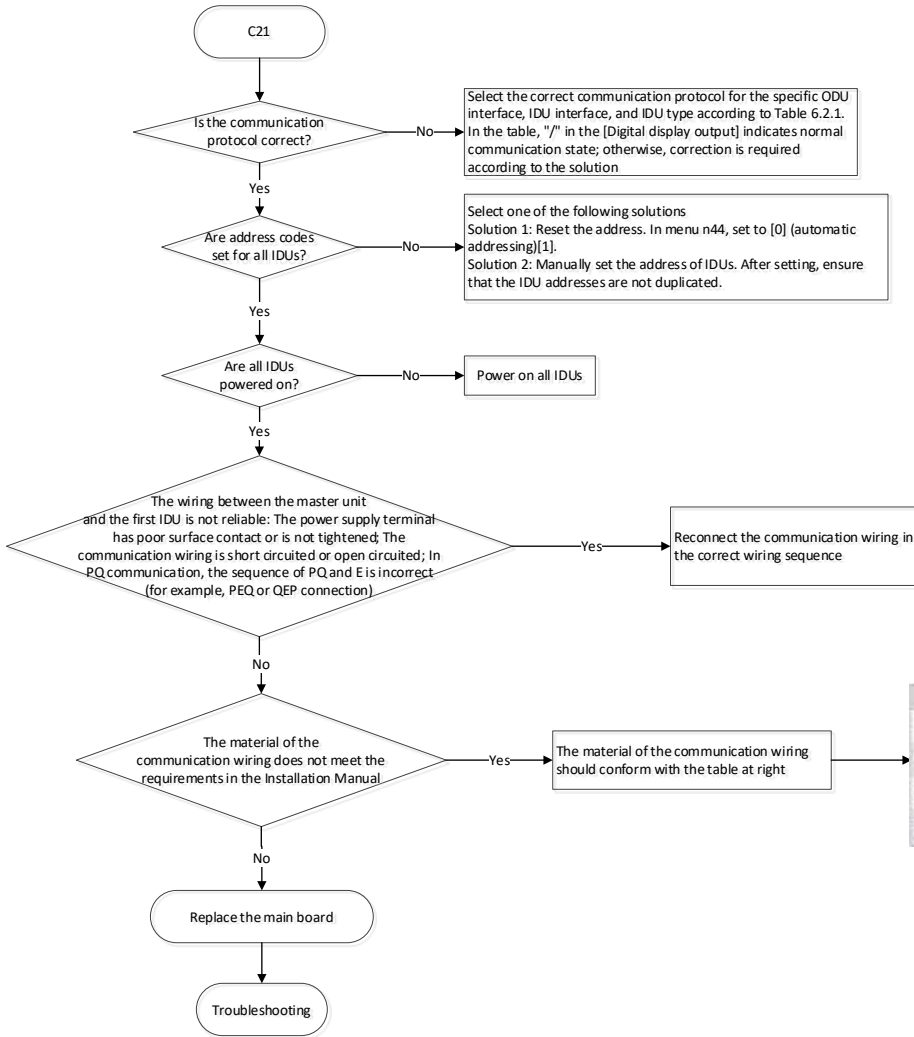 C21
Is the communication
protocol correct?
No
Select the correct communication protocol for the specific ODU
interface, IDU interface, and IDU type according to Table 6.2.1.
In the table, "/" in the [Digital display output] indicates normal
communication state; otherwise, correction is required
according to the solution
Yes
Are address codes
set for all IDUs?
No
Select one of the following solutions
Solution 1: Reset the address. In menu n44, set to [0] (automatic
addressing)[1].
Solution 2: Manually set the address of IDUs. After setting, ensure
that the IDU addresses are not duplicated.
Yes
Are all IDUs
powered on?
No
Power on all IDUs
Yes
The wiring between the master unit
and the first IDU is not reliable: The power supply terminal
has poor surface contact or is not tightened; The
communication wiring is short circuited or open circuited; In
PQ communication, the sequence of PQ and E is incorrect
(for example, PEQ or QEP connection)
Yes
Reconnect the communication wiring in
the correct wiring sequence
No
The material of the
communication wiring does not meet the
requirements in the Installation Manual
Yes
The material of the communication wiring
should conform with the table at right
No
Replace the main board
Troubleshooting